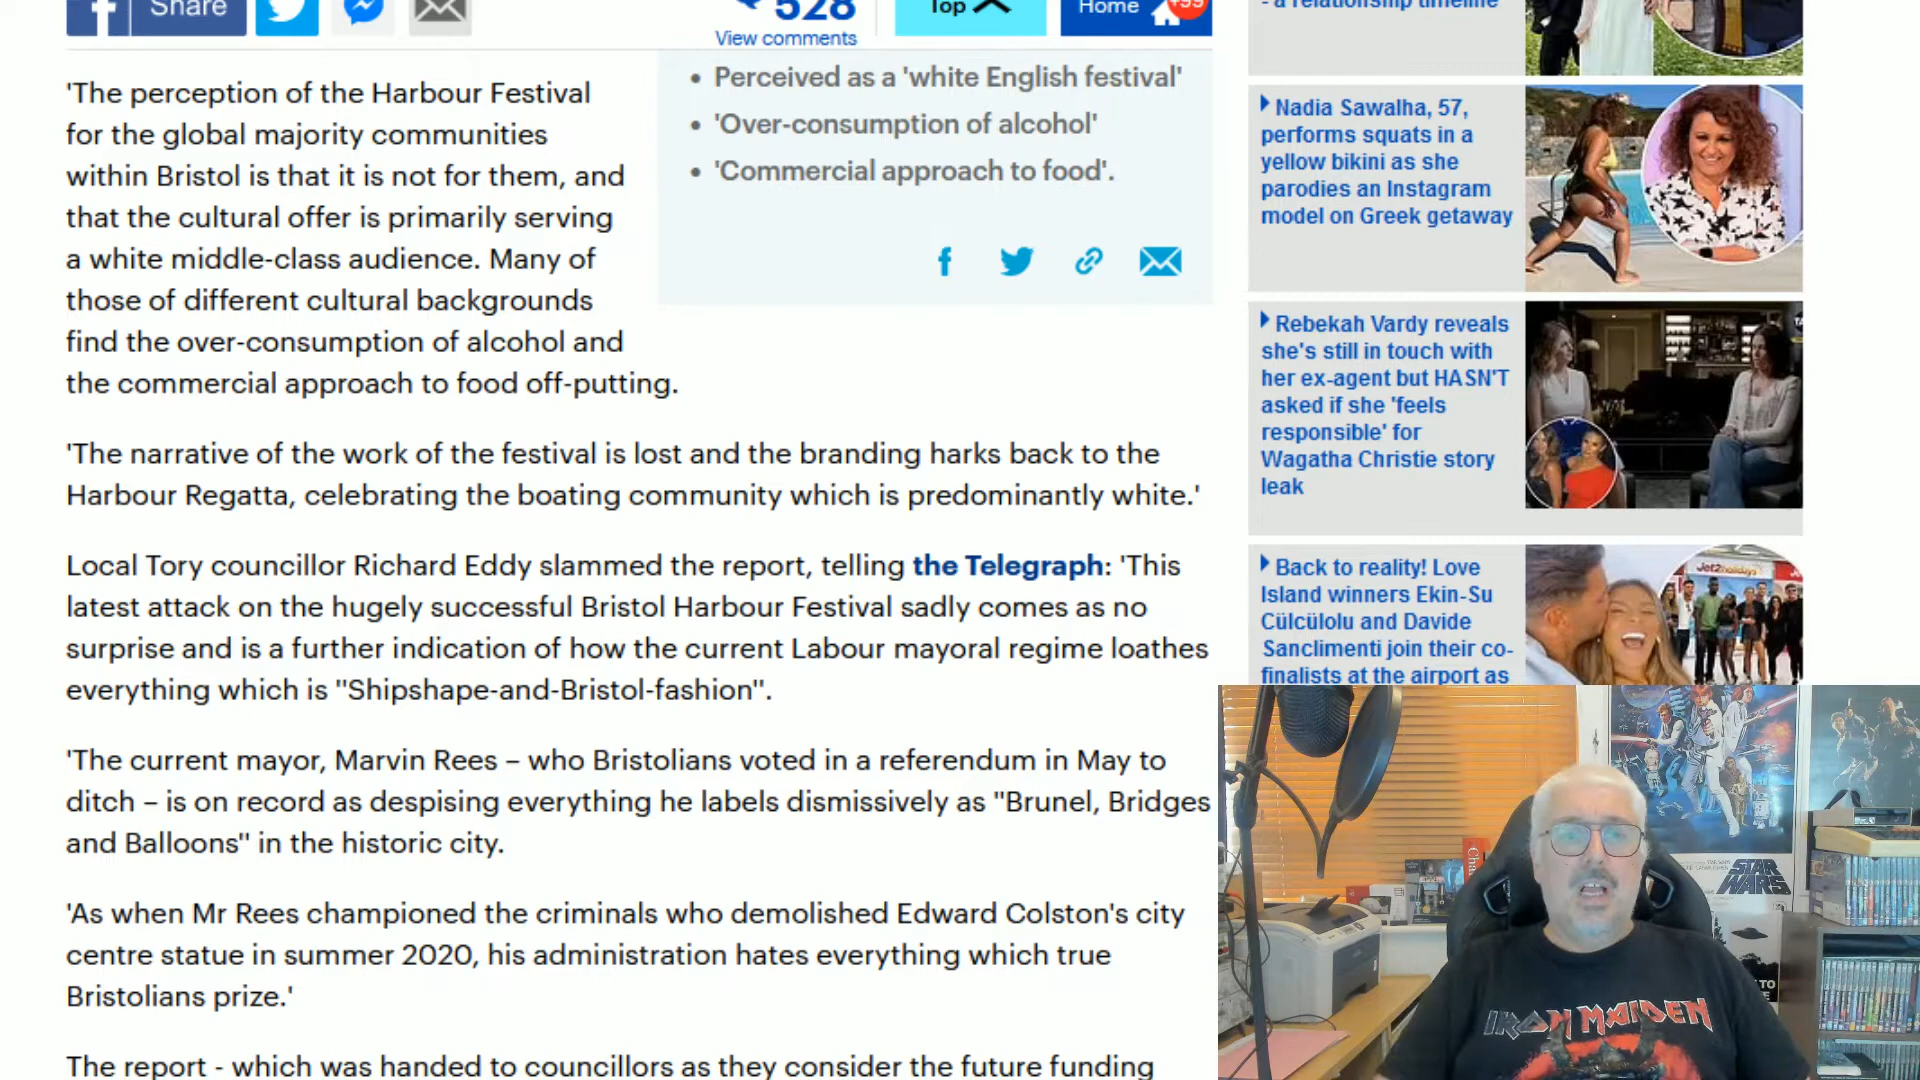 Share
528
View comments
Top
Home
+99
'The perception of the Harbour Festival
for the global majority communities
within Bristol is that it is not for them, and
that the cultural offer is primarily serving
a white middle-class audience. Many of
those of different cultural backgrounds
find the over-consumption of alcohol and
the commercial approach to food off-putting.
• Perceived as a 'white English festival'
• 'Over-consumption of alcohol'
• 'Commercial approach to food'.
'The narrative of the work of the festival is lost and the branding harks back to the
Harbour Regatta, celebrating the boating community which is predominantly white.'
Local Tory councillor Richard Eddy slammed the report, telling the Telegraph: 'This
latest attack on the hugely successful Bristol Harbour Festival sadly comes as no
surprise and is a further indication of how the current Labour mayoral regime loathes
everything which is "Shipshape-and-Bristol-fashion".
'The current mayor, Marvin Rees – who Bristolians voted in a referendum in May to
ditch – is on record as despising everything he labels dismissively as "Brunel, Bridges
and Balloons" in the historic city.
'As when Mr Rees championed the criminals who demolished Edward Colston's city
centre statue in summer 2020, his administration hates everything which true
Bristolians prize.'
The report - which was handed to councillors as they consider the future funding
- a relationship timeline
Nadia Sawalha, 57,
performs squats in a
yellow bikini as she
parodies an Instagram
model on Greek getaway
Rebekah Vardy reveals
she's still in touch with
her ex-agent but HASN'T
asked if she 'feels
responsible' for
Wagatha Christie story
leak
Back to reality! Love
Island winners Ekin-Su
Cülcülolu and Davide
Sanclimenti join their co-
finalists at the airport as
Jet2holidays
STAR
WARS
IRON MAIDEN